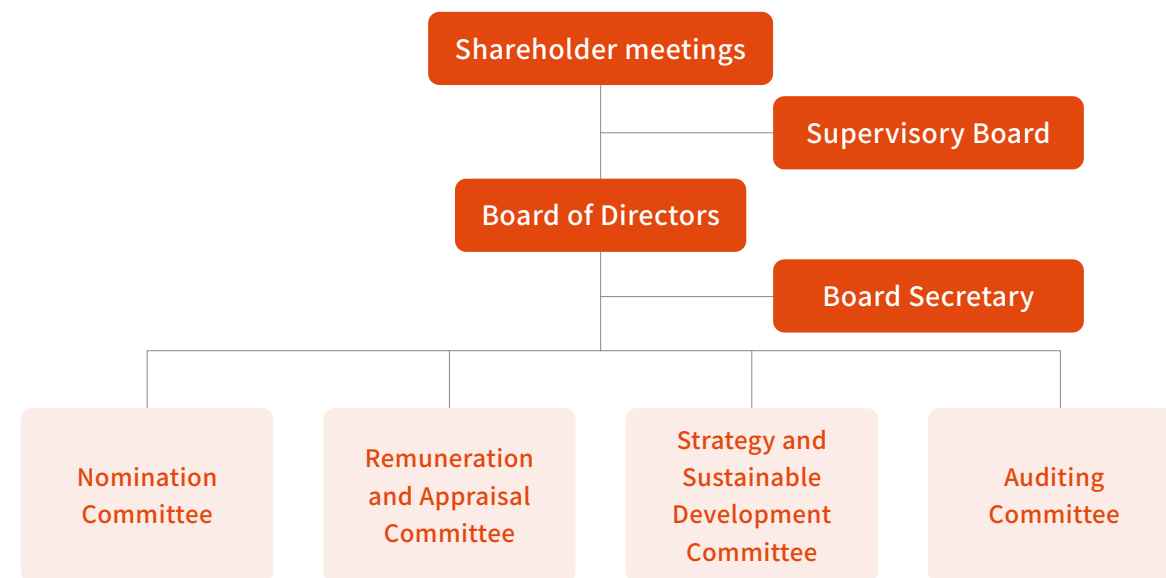 Shareholder meetings
Supervisory Board
Board of Directors
Board Secretary
Nomination
Committee
Remuneration
and Appraisal
Committee
Strategy and
Sustainable
Development
Committee
Auditing
Committee